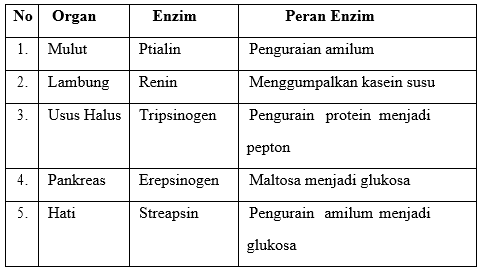 No Organ Enzim Peran Enzim
1. Mulut Ptialin Penguraian amilum
2. Lambung Renin Menggumpalkan kasein susu
3. Usus Halus Tripsinogen Pengurain protein menjadi
pepton
4. Pankreas Erepsinogen Maltosa menjadi glukosa
5. Hati Streapsin Pengurain amilum menjadi
glukosa